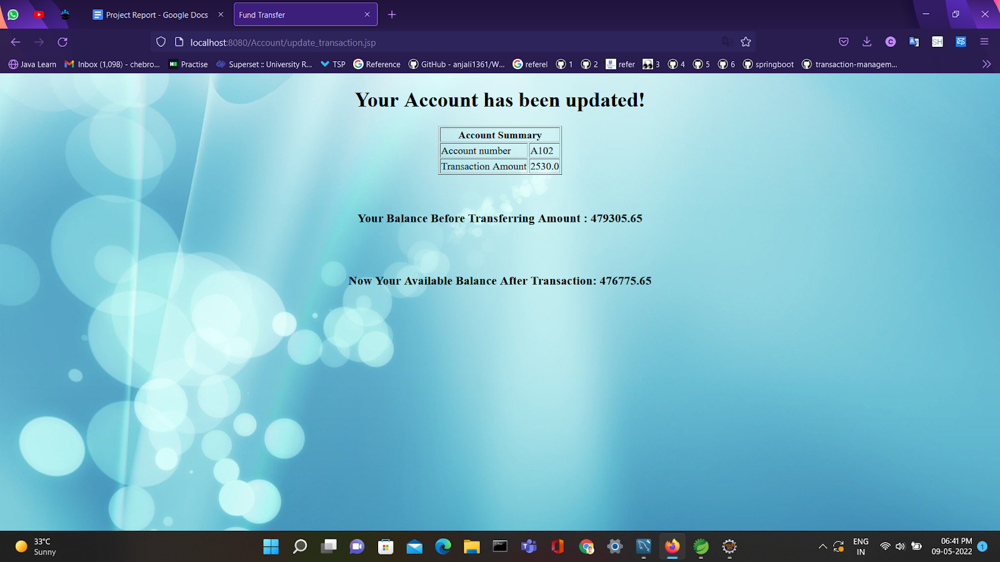 Project Report - Google Docs
Fund Transfer
localhost:8080/Account/update_transaction.jsp
C
SH
Java Learn
Inbox (1,098) - chebro...
Practise
Superset :: University R...
TSP
Reference
GitHub - anjali1361/W...
referel
1
2
refer
3
4
5
6
springboot
transaction-managem...
Your Account has been updated!
Account Summary
Account number A102
Transaction Amount 2530.0
Your Balance Before Transferring Amount : 479305.65
Now Your Available Balance After Transaction: 476775.65
33°C
Sunny
ENG
IN
06:41 PM
09-05-2022
1